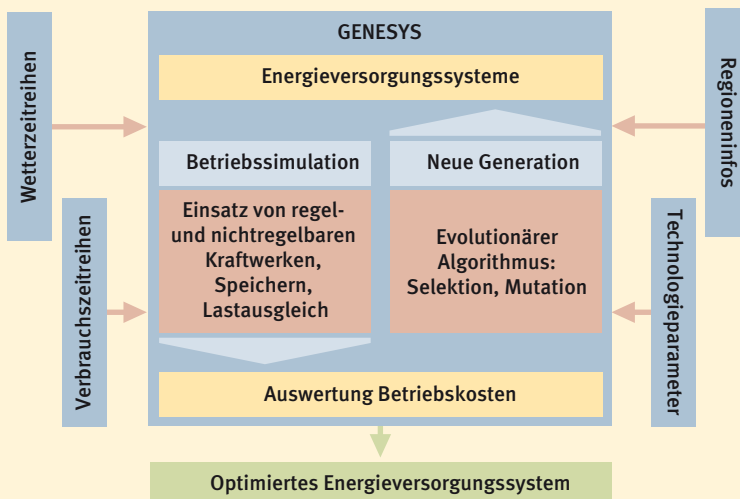 GENESYS
Energieversorgungssysteme
Wetterzeitreihen
Regioneninfos
Betriebssimulation
Neue Generation
Einsatz von regel-
und nichtregelbaren
Kraftwerken,
Speichern,
Lastausgleich
Evolutionärer
Algorithmus:
Selektion, Mutation
Verbrauchszeitreihen
Technologieparameter
Auswertung Betriebskosten
Optimiertes Energieversorgungssystem